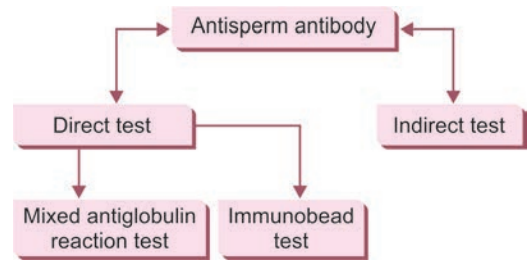 Antisperm antibody
Direct test
Indirect test
Mixed antiglobulin
reaction test
Immunobead
test